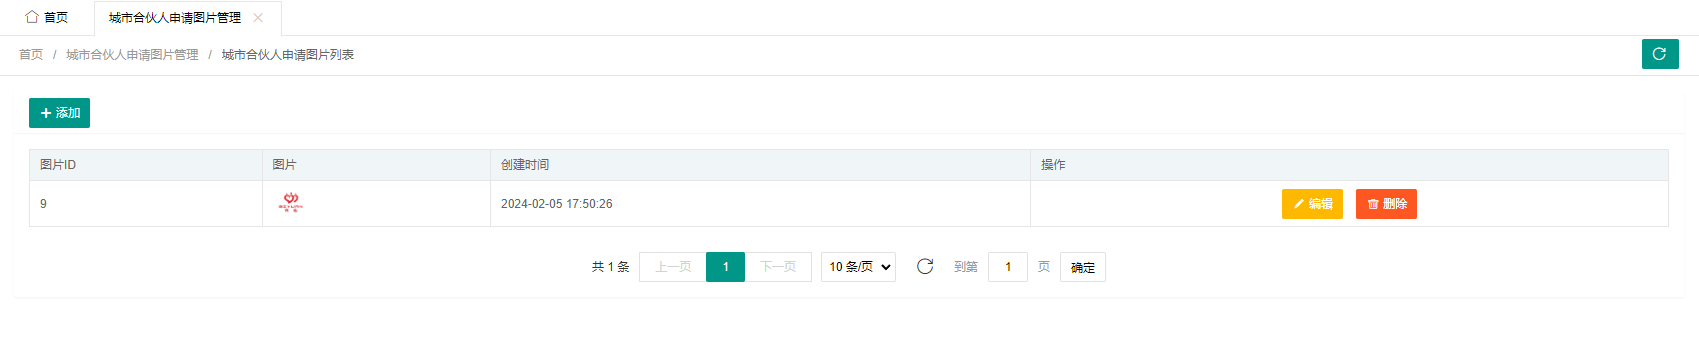 首页 城市合伙人申请图片管理
首页 / 城市合伙人申请图片管理 / 城市合伙人申请图片列表
添加
图片ID 图片 创建时间 操作
9 2024-02-05 17:50:26 编辑 删除
共 1 条 上一页 1 下一页 10 条/页 到第 1 页 确定